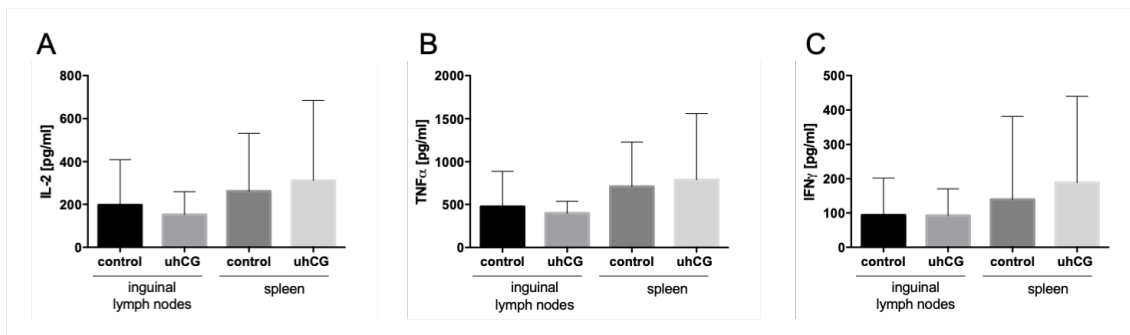 A
IL-2 [pg/ml]
800
600
400
200
0
control uhCG control uhCG
inguinal
lymph nodes
spleen
B
TNFα [pg/ml]
2000
1500
1000
500
0
control uhCG control uhCG
inguinal
lymph nodes
spleen
C
IFNγ [pg/ml]
500
400
300
200
100
0
control uhCG control uhCG
inguinal
lymph nodes
spleen